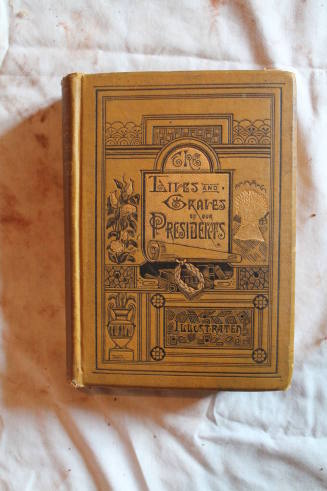 THE
LIVES AND
GRAVES
OF OUR
PRESIDENTS
ILLUSTRATED